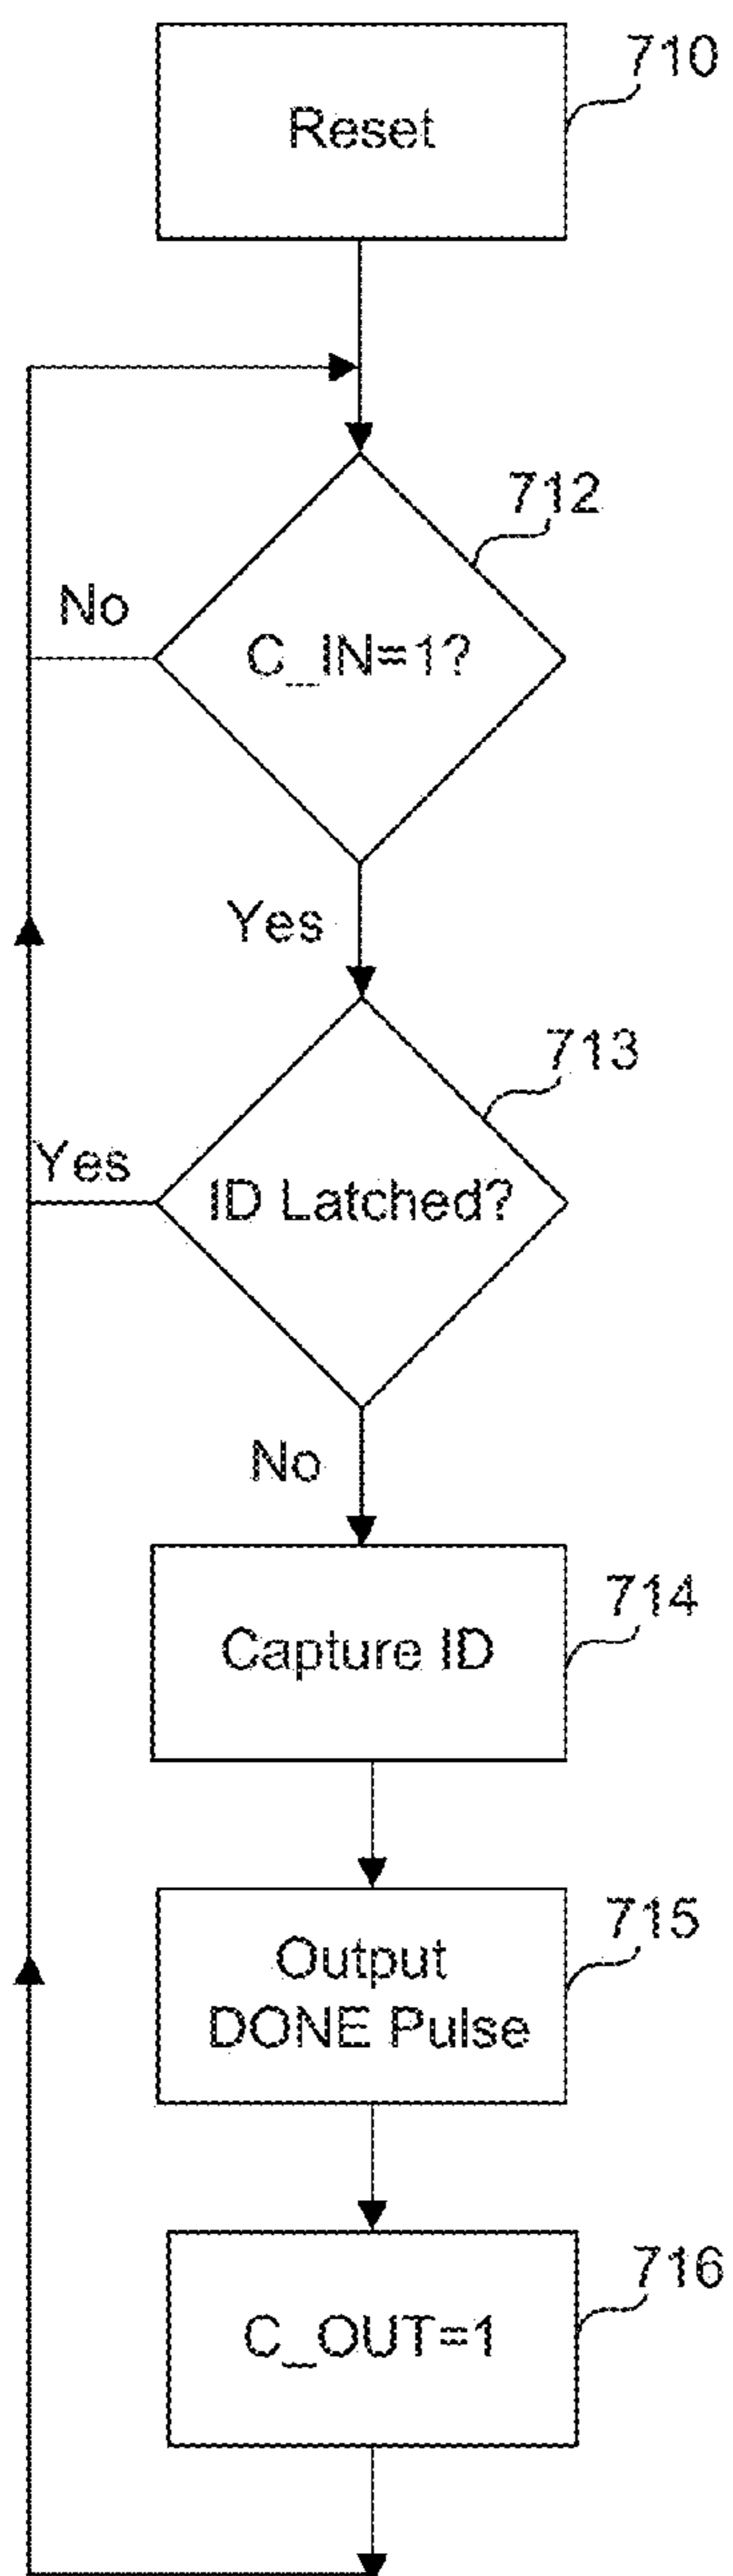 710
Reset
712
No
C_IN=1?
Yes
713
Yes
ID Latched?
No
714
Capture ID
715
Output
DONE Pulse
716
C_OUT=1